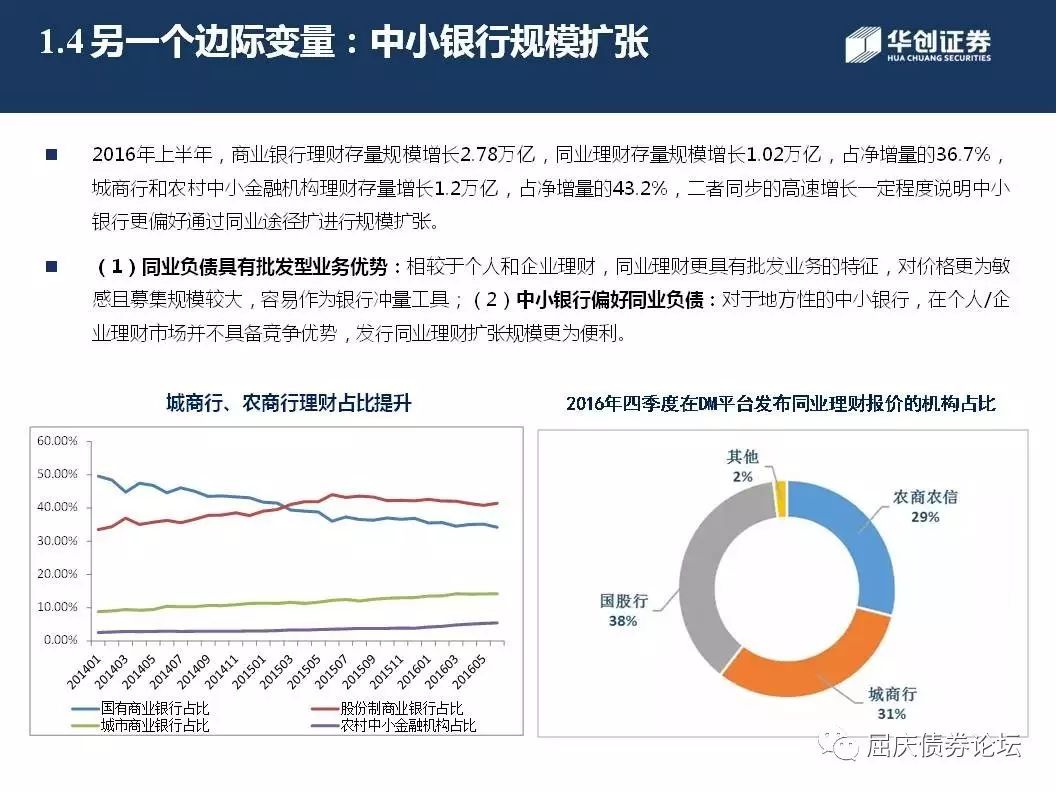 1.4另一个边际变量：中小银行规模扩张
华创证券
HUA CHUANG SECURITIES
2016年上半年，商业银行理财存量规模增长2.78万亿，同业理财存量规模增长1.02万亿，占净增量的36.7%，
城商行和农村中小金融机构理财存量增长1.2万亿，占净增量的43.2%，二者同步的高速增长一定程度说明中小
银行更偏好通过同业途径扩进行规模扩张。
（1）同业负债具有批发型业务优势：相较于个人和企业理财，同业理财更具有批发业务的特征，对价格更为敏
感且募集规模较大，容易作为银行冲量工具；（2）中小银行偏好同业负债：对于地方性的中小银行，在个人/企
业理财市场并不具备竞争优势，发行同业理财扩张规模更为便利。
城商行、农商行理财占比提升
60.00%
50.00%
40.00%
30.00%
20.00%
10.00%
0.00%
201401
201403
201405
201407
201409
201411
201501
201503
201505
201507
201509
201511
201601
201603
201605
国有商业银行占比
股份制商业银行占比
城市商业银行占比
农村中小金融机构占比
2016年四季度在DM平台发布同业理财报价的机构占比
其他
2%
农商农信
29%
国股行
38%
城商行
31%
屈庆债券论坛